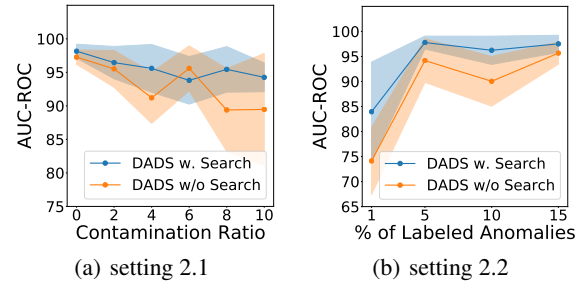 AUC-ROC
100
95
90
85
80
75
DADS w. Search
DADS w/o Search
0 2 4 6 8 10
Contamination Ratio
(a) setting 2.1
AUC-ROC
100
95
90
85
80
75
70
65
DADS w. Search
DADS w/o Search
1 5 10 15
% of Labeled Anomalies
(b) setting 2.2